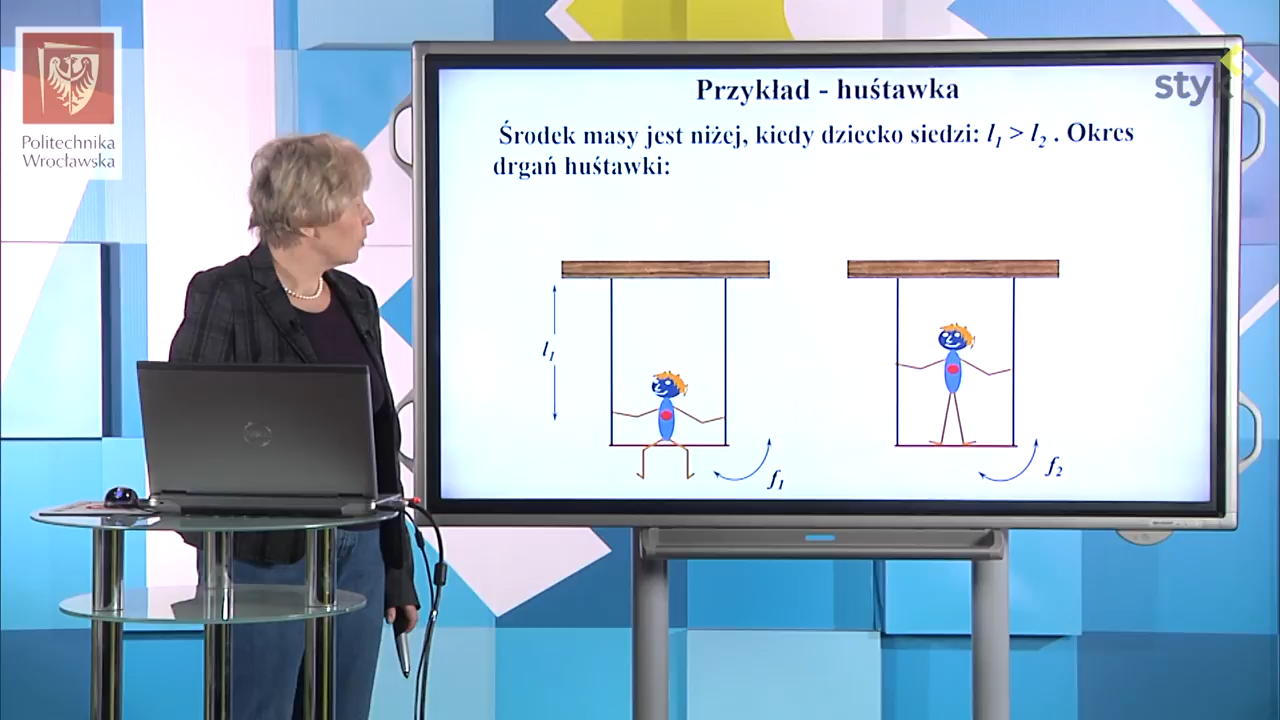 Politechnika
Wrocławska
styk
Przykład - huśtawka
Środek masy jest niżej, kiedy dziecko siedzi: l₁ > l₂ . Okres
drgań huśtawki:
l₁
f₁
f₂